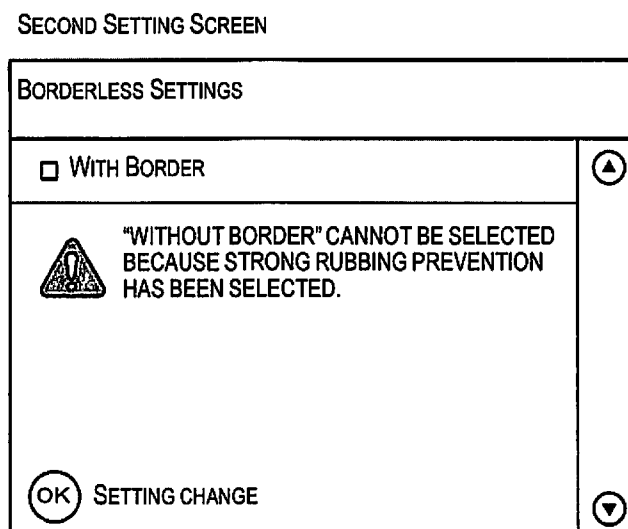 SECOND SETTING SCREEN
BORDERLESS SETTINGS
WITH BORDER
"WITHOUT BORDER" CANNOT BE SELECTED
BECAUSE STRONG RUBBING PREVENTION
HAS BEEN SELECTED.
OK SETTING CHANGE